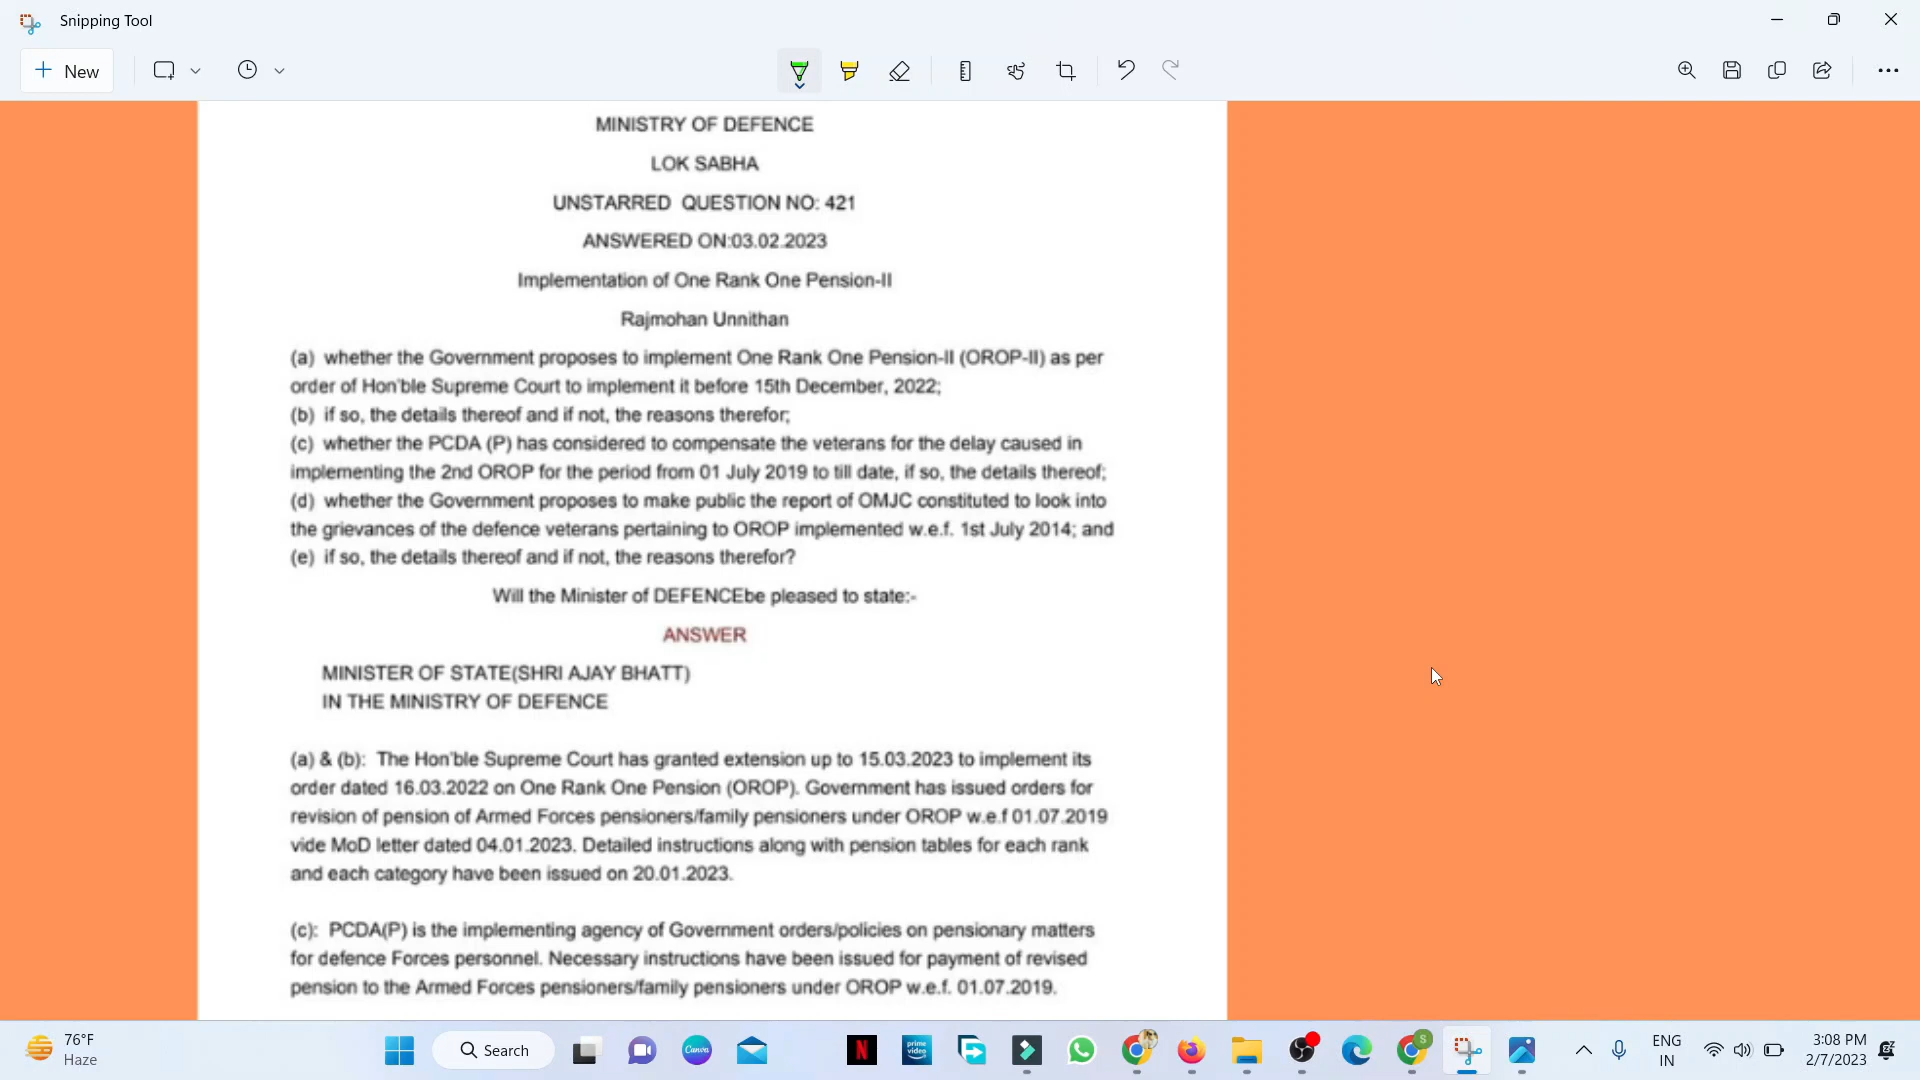 Snipping Tool
New
MINISTRY OF DEFENCE
LOK SABHA
UNSTARRED QUESTION NO: 421
ANSWERED ON:03.02.2023
Implementation of One Rank One Pension-II
Rajmohan Unnithan
(a) whether the Government proposes to implement One Rank One Pension-II (OROP-II) as per
order of Hon'ble Supreme Court to implement it before 15th December, 2022;
(b) if so, the details thereof and if not, the reasons therefor;
(c) whether the PCDA (P) has considered to compensate the veterans for the delay caused in
implementing the 2nd OROP for the period from 01 July 2019 to till date, if so, the details thereof;
(d) whether the Government proposes to make public the report of OMJC constituted to look into
the grievances of the defence veterans pertaining to OROP implemented w.e.f. 1st July 2014; and
(e) if so, the details thereof and if not, the reasons therefor?
Will the Minister of DEFENCEbe pleased to state:-
ANSWER
MINISTER OF STATE(SHRI AJAY BHATT)
IN THE MINISTRY OF DEFENCE
(a) & (b): The Hon'ble Supreme Court has granted extension up to 15.03.2023 to implement its
order dated 16.03.2022 on One Rank One Pension (OROP). Government has issued orders for
revision of pension of Armed Forces pensioners/family pensioners under OROP w.e.f 01.07.2019
vide MoD letter dated 04.01.2023. Detailed instructions along with pension tables for each rank
and each category have been issued on 20.01.2023.
(c): PCDA(P) is the implementing agency of Government orders/policies on pensionary matters
for defence Forces personnel. Necessary instructions have been issued for payment of revised
pension to the Armed Forces pensioners/family pensioners under OROP w.e.f. 01.07.2019.
76°F
Haze
Search
Canva
N
prime video
S
ENG
IN
3:08 PM
2/7/2023